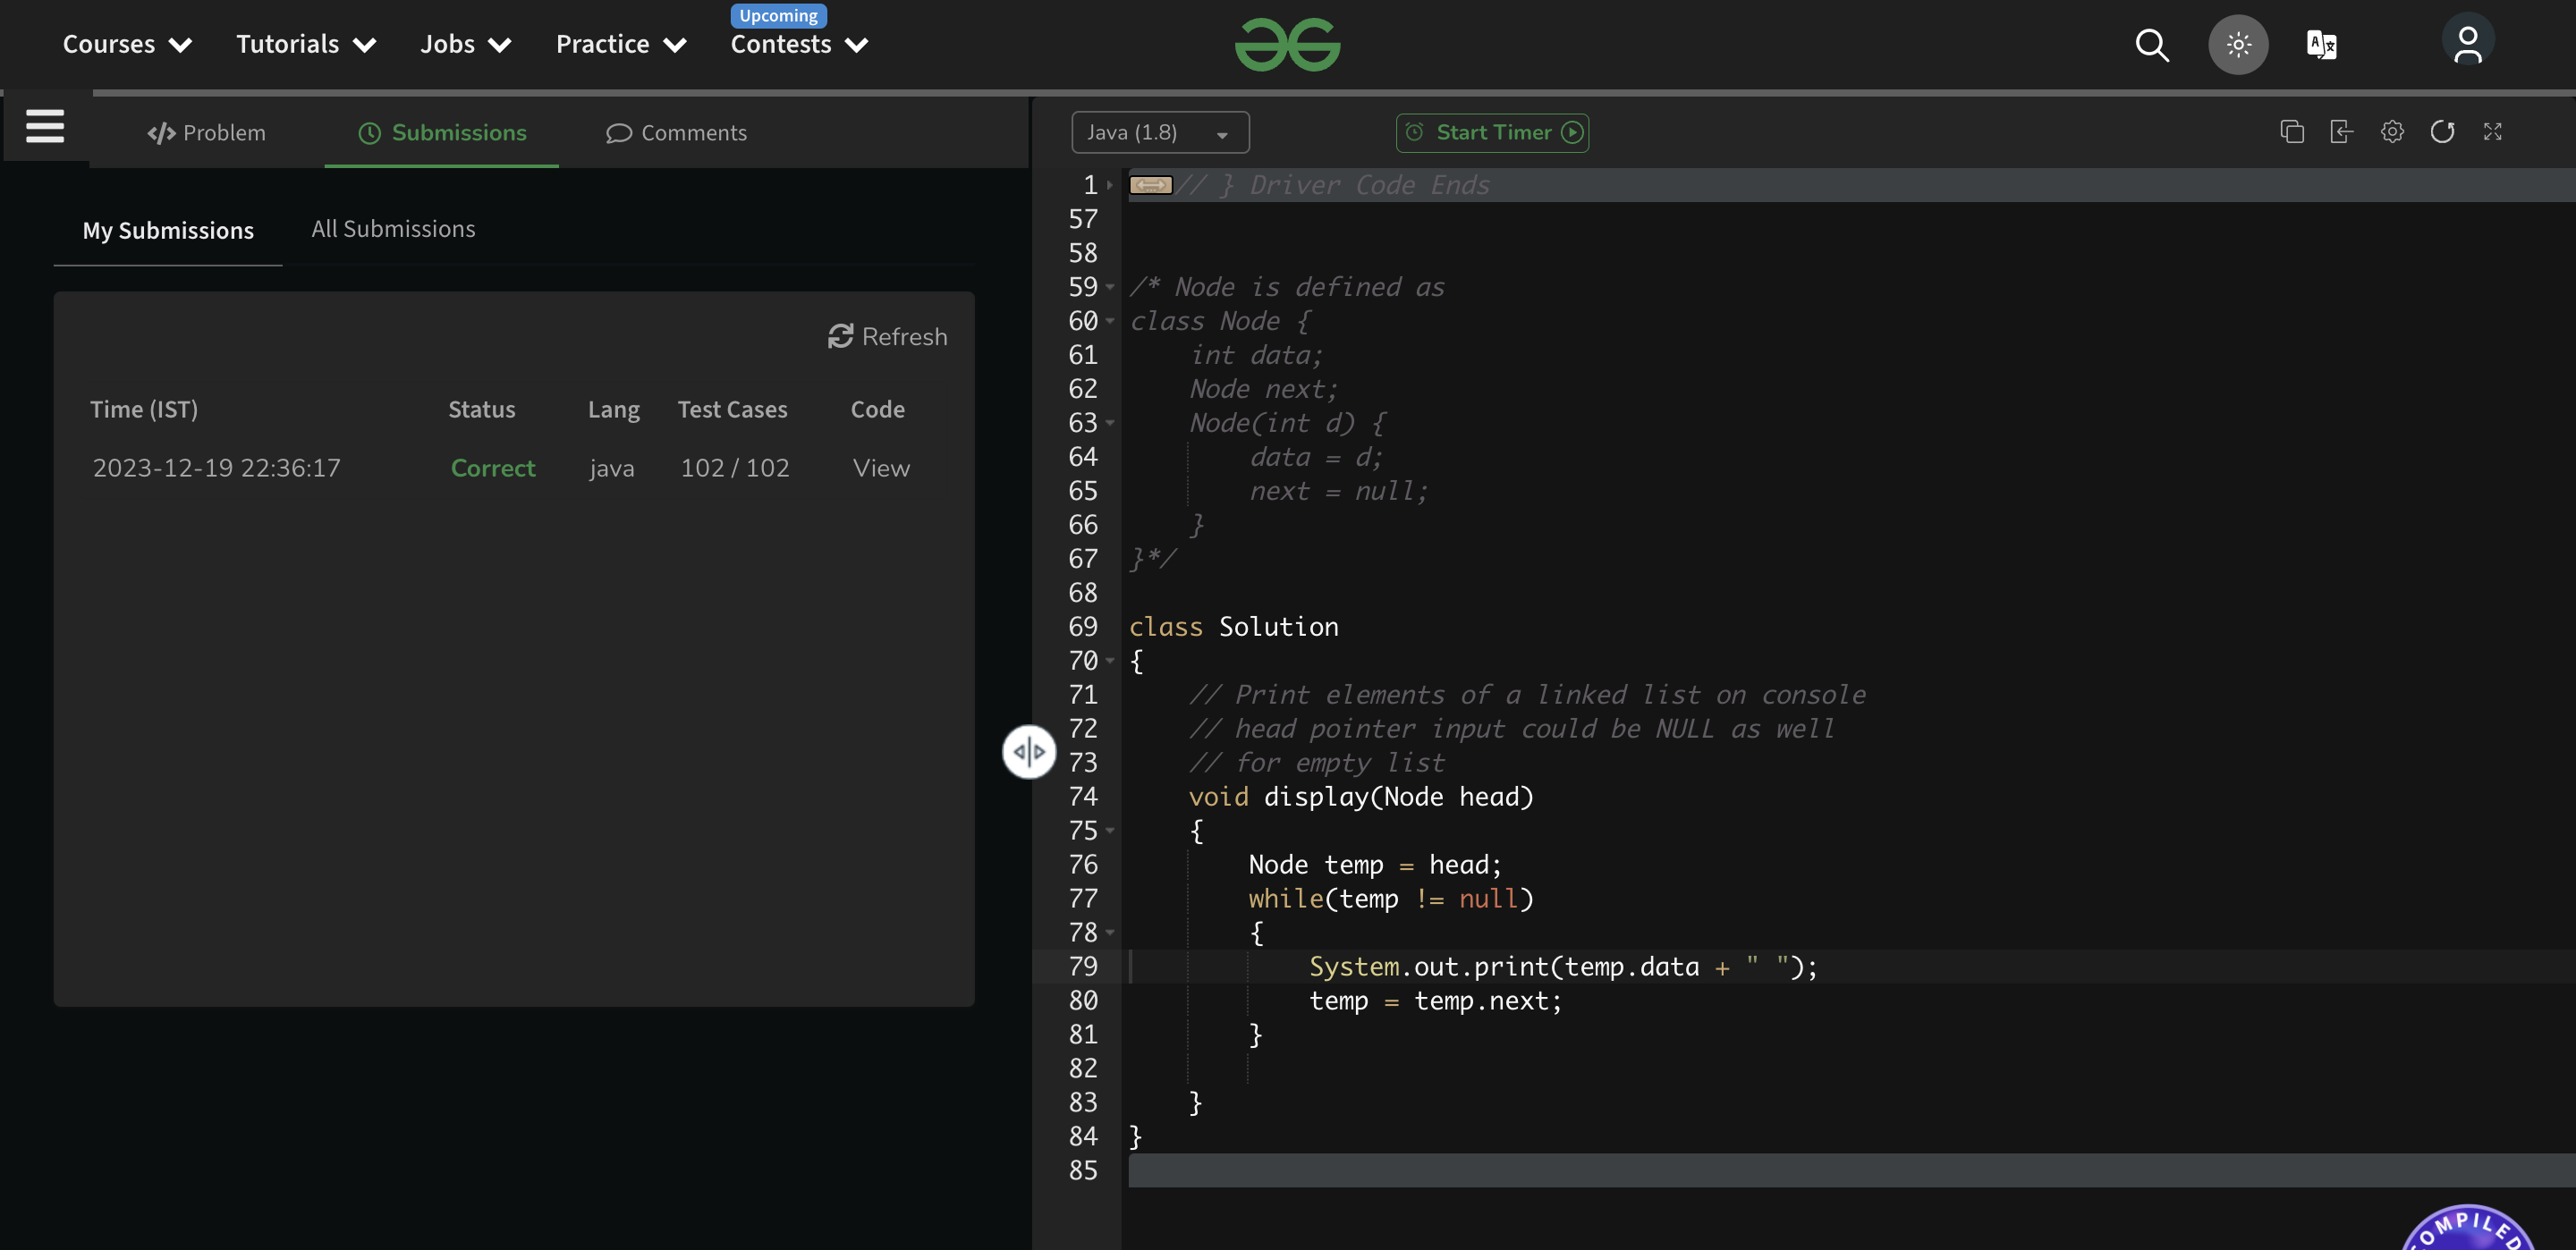 Courses Tutorials Jobs Practice Upcoming Contests
Problem Submissions Comments
My Submissions All Submissions
Refresh
Time (IST) Status Lang Test Cases Code
2023-12-19 22:36:17 Correct java 102 / 102 View
Java (1.8) Start Timer
1 // } Driver Code Ends
57
58
59 /* Node is defined as
60 class Node {
61 int data;
62 Node next;
63 Node(int d) {
64 data = d;
65 next = null;
66 }
67 }*/
68
69 class Solution
70 {
71 // Print elements of a linked list on console
72 // head pointer input could be NULL as well
73 // for empty list
74 void display(Node head)
75 {
76 Node temp = head;
77 while(temp != null)
78 {
79 System.out.print(temp.data + " ");
80 temp = temp.next;
81 }
82
83 }
84 }
85